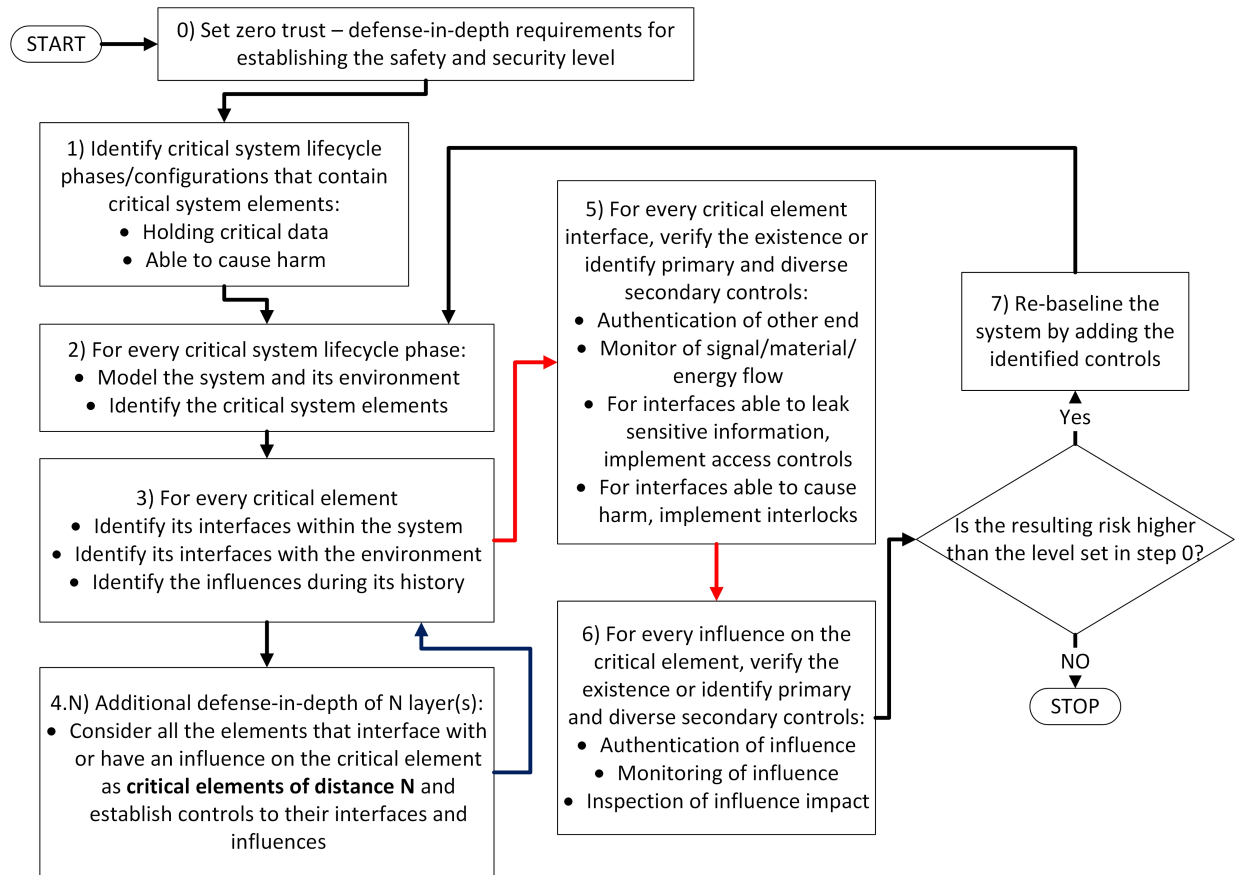 START
0) Set zero trust – defense-in-depth requirements for
establishing the safety and security level
1) Identify critical system lifecycle
phases/configurations that contain
critical system elements:
• Holding critical data
• Able to cause harm
2) For every critical system lifecycle phase:
• Model the system and its environment
• Identify the critical system elements
3) For every critical element
• Identify its interfaces within the system
• Identify its interfaces with the environment
• Identify the influences during its history
4.N) Additional defense-in-depth of N layer(s):
• Consider all the elements that interface with
or have an influence on the critical element
as critical elements of distance N and
establish controls to their interfaces and
influences
5) For every critical element
interface, verify the existence or
identify primary and diverse
secondary controls:
• Authentication of other end
• Monitor of signal/material/
energy flow
• For interfaces able to leak
sensitive information,
implement access controls
• For interfaces able to cause
harm, implement interlocks
6) For every influence on the
critical element, verify the
existence or identify primary
and diverse secondary controls:
• Authentication of influence
• Monitoring of influence
• Inspection of influence impact
7) Re-baseline the
system by adding the
identified controls
Yes
Is the resulting risk higher
than the level set in step 0?
NO
STOP